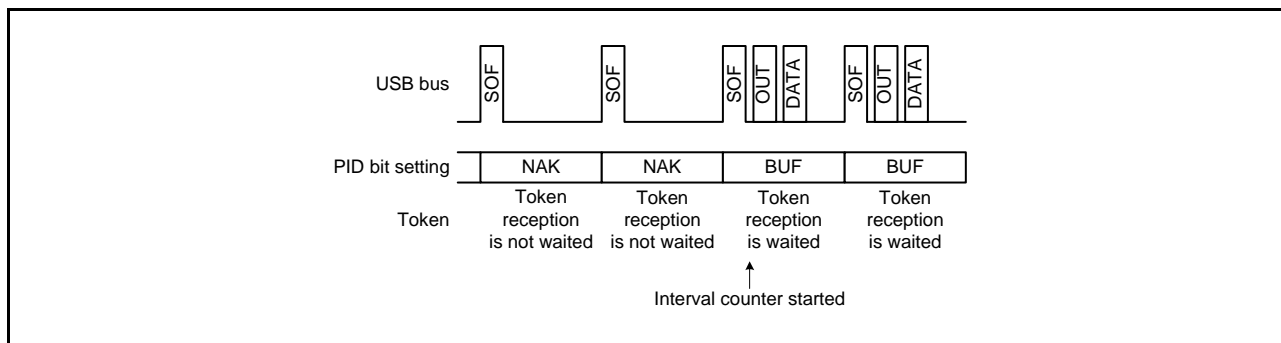 USB bus
SOF
SOF
SOF
OUT
DATA
SOF
OUT
DATA
PID bit setting
NAK
NAK
BUF
BUF
Token
Token
reception
is not waited
Token
reception
is not waited
Token
reception
is waited
Token
reception
is waited
Interval counter started